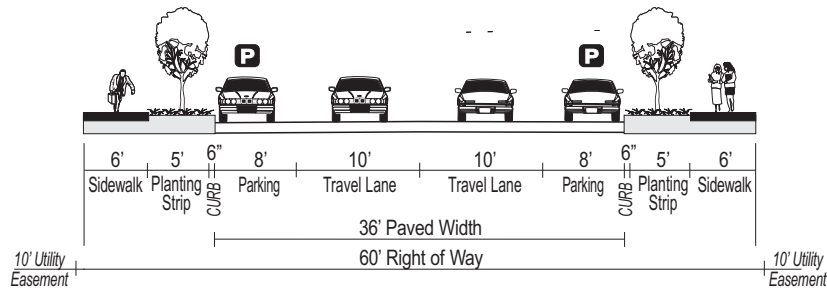 P
P
6’ 5’ 6” 8’ 10’ 10’ 8’ 6” 5’ 6’
Sidewalk Planting Strip CURB Parking Travel Lane Travel Lane Parking CURB Planting Strip Sidewalk
36’ Paved Width
60’ Right of Way
10’ Utility Easement
10’ Utility Easement